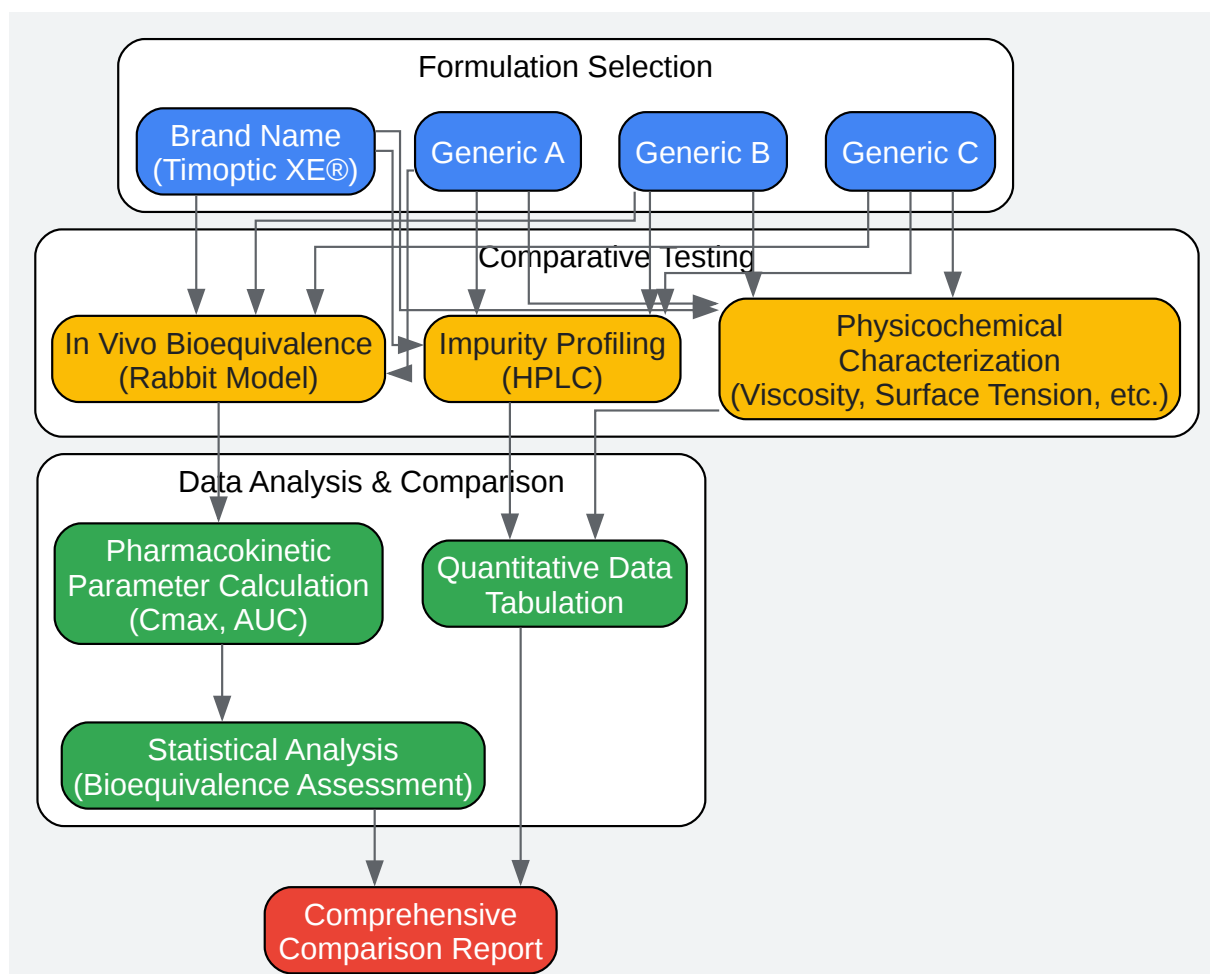 Formulation Selection
Brand Name
(Timoptic XE®)
Generic A
Generic B
Generic C
Comparative Testing
In Vivo Bioequivalence
(Rabbit Model)
Impurity Profiling
(HPLC)
Physicochemical
Characterization
(Viscosity, Surface Tension, etc.)
Data Analysis & Comparison
Pharmacokinetic
Parameter Calculation
(Cmax, AUC)
Quantitative Data
Tabulation
Statistical Analysis
(Bioequivalence Assessment)
Comprehensive
Comparison Report